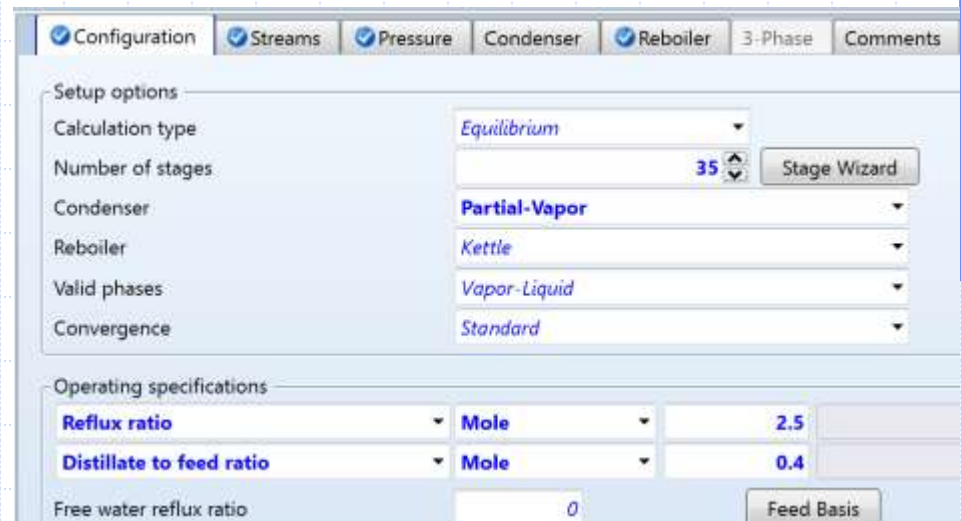 Configuration Streams Pressure Condenser Reboiler 3-Phase Comments
Setup options
Calculation type Equilibrium
Number of stages 35 Stage Wizard
Condenser Partial-Vapor
Reboiler Kettle
Valid phases Vapor-Liquid
Convergence Standard
Operating specifications
Reflux ratio Mole 2.5
Distillate to feed ratio Mole 0.4
Free water reflux ratio 0 Feed Basis